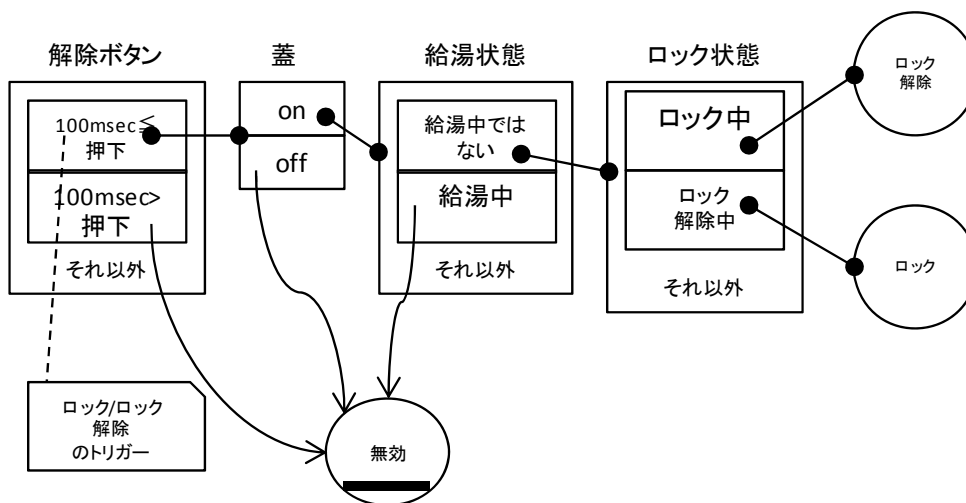 解除ボタン
蓋
給湯状態
ロック状態
100msec≦
押下
100msec>
押下
それ以外
on
off
給湯中では
ない
給湯中
それ以外
ロック中
ロック
解除中
それ以外
ロック
解除
ロック
ロック/ロック
解除
のトリガー
無効